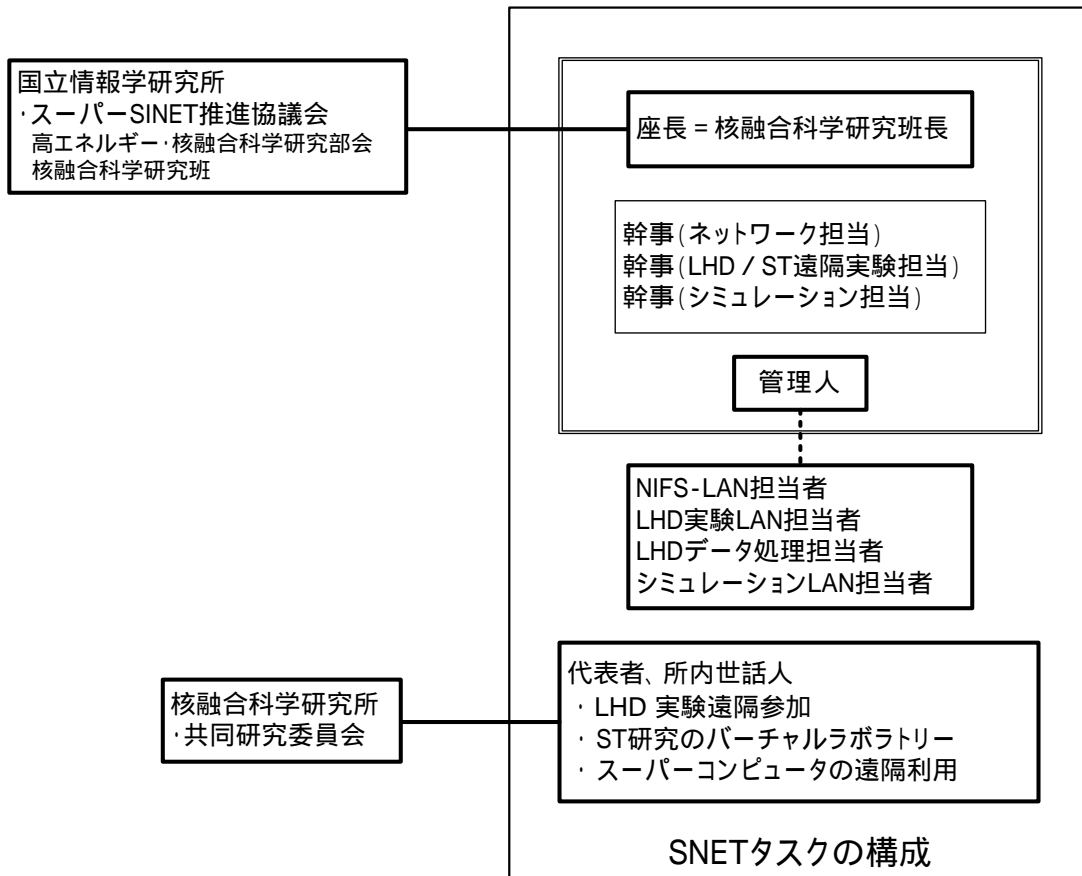 国立情報学研究所
・スーパーSINET推進協議会
高エネルギー・核融合科学研究部会
核融合科学研究班
座長 = 核融合科学研究班長
幹事(ネットワーク担当)
幹事(LHD / ST遠隔実験担当)
幹事(シミュレーション担当)
管理人
NIFS-LAN担当者
LHD実験LAN担当者
LHDデータ処理担当者
シミュレーションLAN担当者
核融合科学研究所
・共同研究委員会
代表者、所内世話人
・ LHD 実験遠隔参加
・ ST研究のバーチャルラボラトリー
・ スーパーコンピュータの遠隔利用
SNETタスクの構成